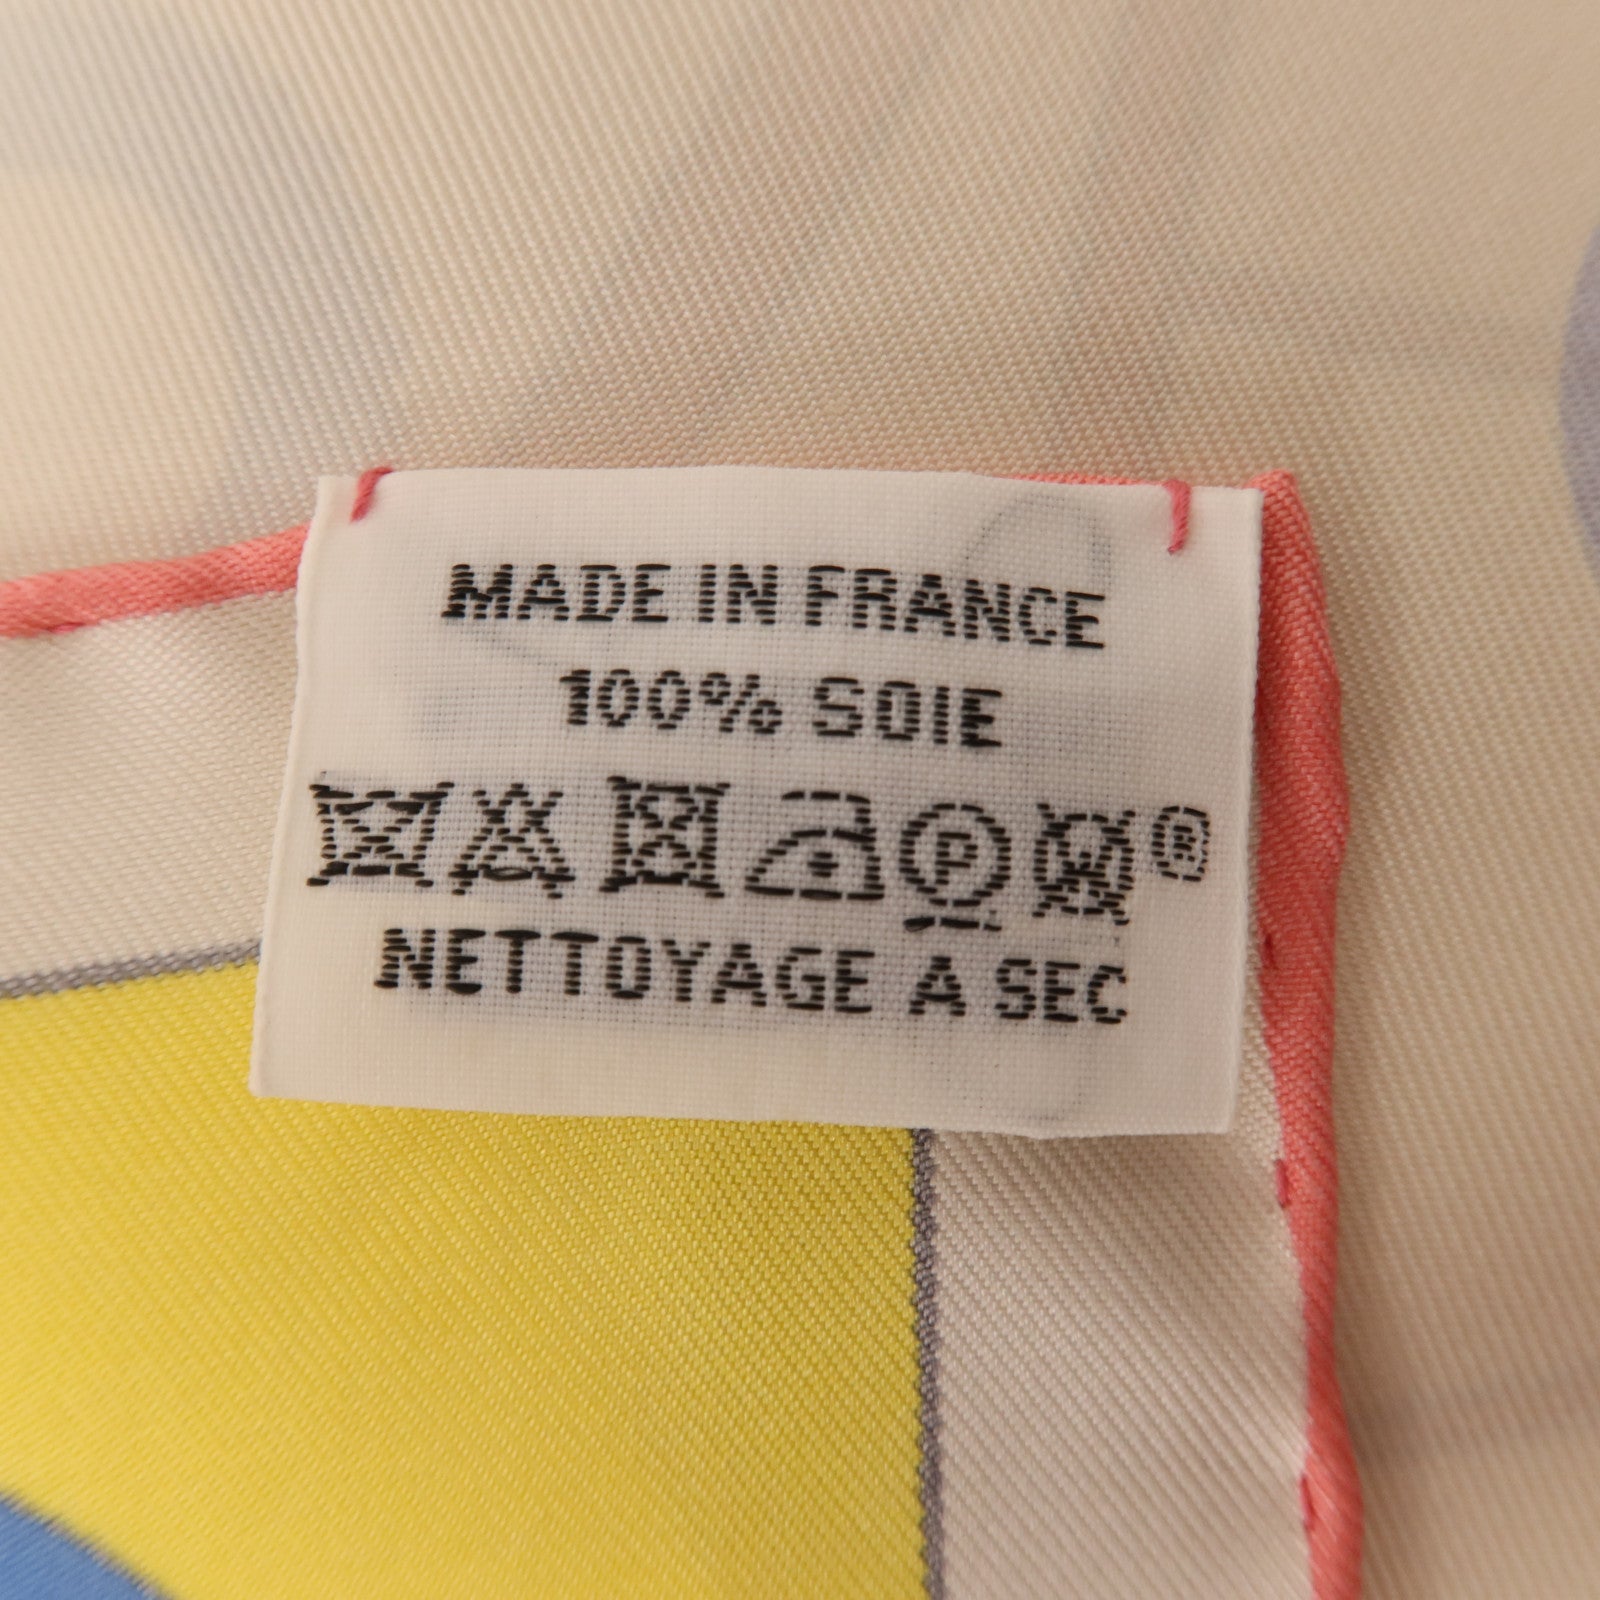 MADE IN FRANCE
100% SOIE
P W ®
NETTOYAGE A SEC